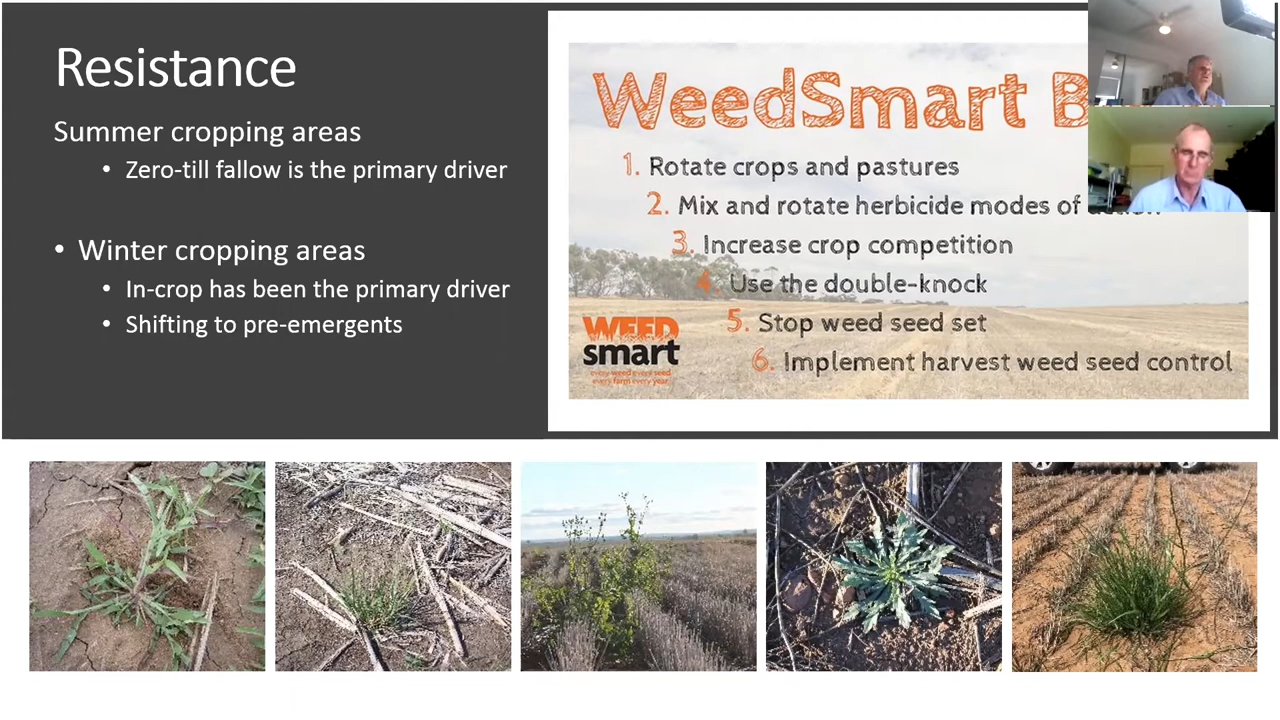 Resistance
Summer cropping areas
• Zero-till fallow is the primary driver
• Winter cropping areas
• In-crop has been the primary driver
• Shifting to pre-emergents
WeedSmart B
1. Rotate crops and pastures
2. Mix and rotate herbicide modes of
3. Increase crop competition
4. Use the double-knock
5. Stop weed seed set
6. Implement harvest weed seed control
WEED
smart
every weed every seed
every farm every year